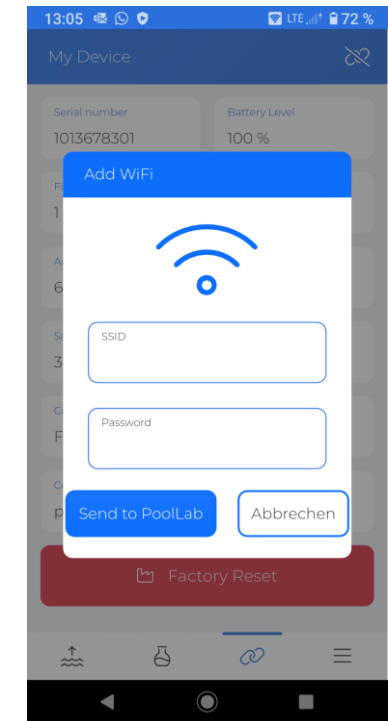 13:05 LTE 72 %
My Device
Serial number Battery Level
1013678301 100 %
Add WiFi
SSID
Password
Send to PoolLab Abbrechen
Factory Reset